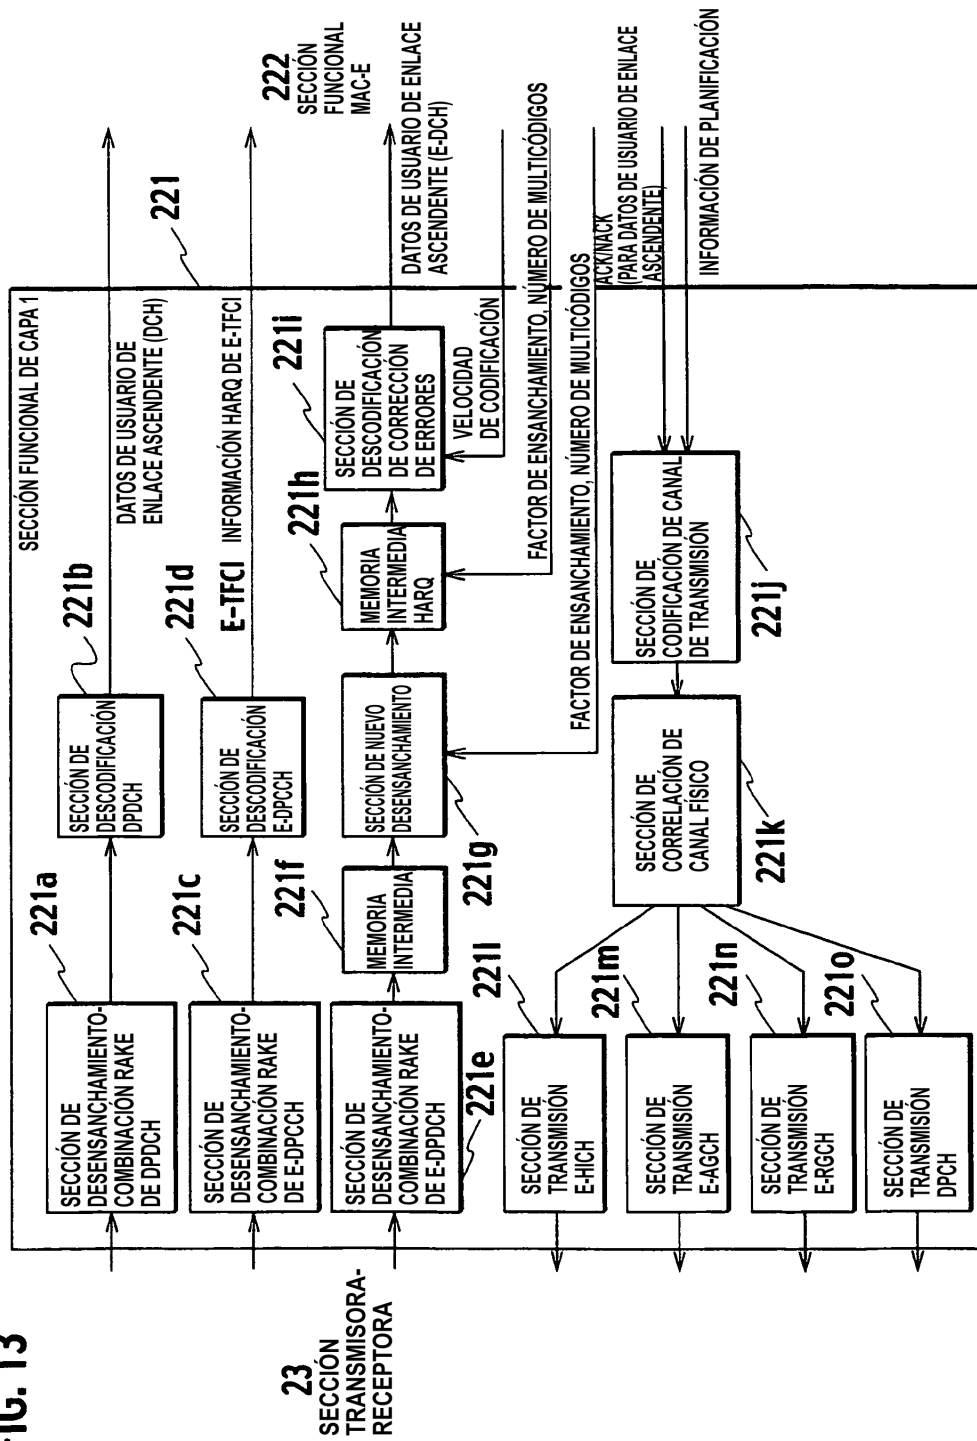 FIG. 13
SECCIÓN FUNCIONAL DE CAPA 1
221
222
SECCIÓN
FUNCIONAL
MAC-E
23
SECCIÓN
TRANSMISORA-
RECEPTORA
221a
SECCIÓN DE
DESENSANCHAMIENTO-
COMBINACIÓN RAKE
DE DPDCH
221b
SECCIÓN DE
DESCODIFICACIÓN
DPDCH
DATOS DE USUARIO DE
ENLACE ASCENDENTE (DCH)
221c
SECCIÓN DE
DESENSANCHAMIENTO-
COMBINACIÓN RAKE
DE E-DPCCH
221d
SECCIÓN DE
DESCODIFICACIÓN
E-DPCCH
E-TFCI
INFORMACIÓN HARQ DE E-TFCI
SECCIÓN DE
DESENSANCHAMIENTO-
COMBINACIÓN RAKE
DE E-DPDCH
221e
221f
MEMORIA
INTERMEDIA
SECCIÓN DE NUEVO
DESENSANCHAMIENTO
221g
221h
MEMORIA
INTERMEDIA
HARQ
221i
SECCIÓN DE
DESCODIFICACIÓN
DE CORRECCIÓN
DE ERRORES
DATOS DE USUARIO DE ENLACE
ASCENDENTE (E-DCH)
VELOCIDAD
DE CODIFICACIÓN
FACTOR DE ENSANCHAMIENTO, NÚMERO DE MULTICÓDIGOS
FACTOR DE ENSANCHAMIENTO, NÚMERO DE MULTICÓDIGOS
ACK/NACK
(PARA DATOS DE USUARIO DE ENLACE
ASCENDENTE)
INFORMACIÓN DE PLANIFICACIÓN
SECCIÓN DE
CODIFICACIÓN DE CANAL
DE TRANSMISIÓN
221j
SECCIÓN DE
CORRELACIÓN DE
CANAL FÍSICO
221k
221l
SECCIÓN DE
TRANSMISIÓN
E-HICH
221m
SECCIÓN DE
TRANSMISIÓN
E-AGCH
221n
SECCIÓN DE
TRANSMISIÓN
E-RGCH
221o
SECCIÓN DE
TRANSMISIÓN
DPCH